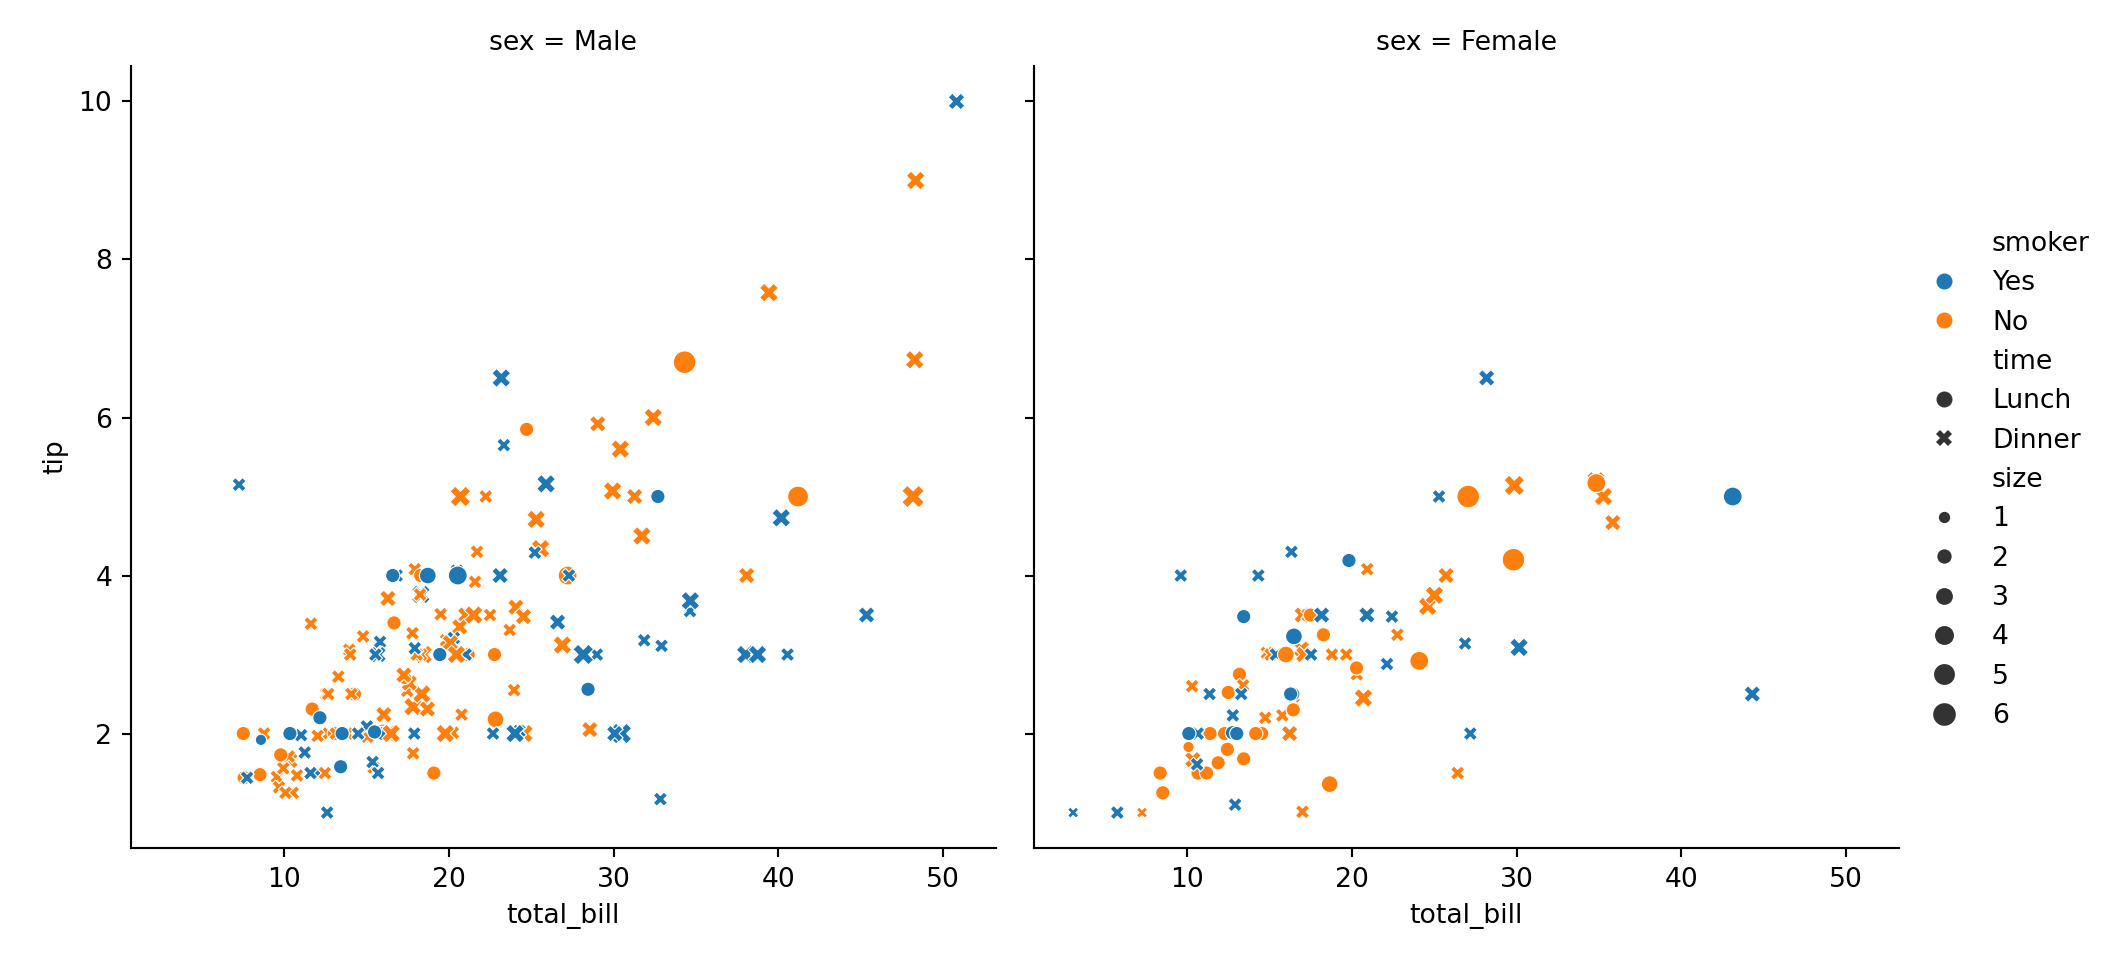 sex = Male
sex = Female
10
8
6
4
2
tip
10 20 30 40 50
10 20 30 40 50
total_bill
total_bill
smoker
Yes
No
time
Lunch
Dinner
size
1
2
3
4
5
6